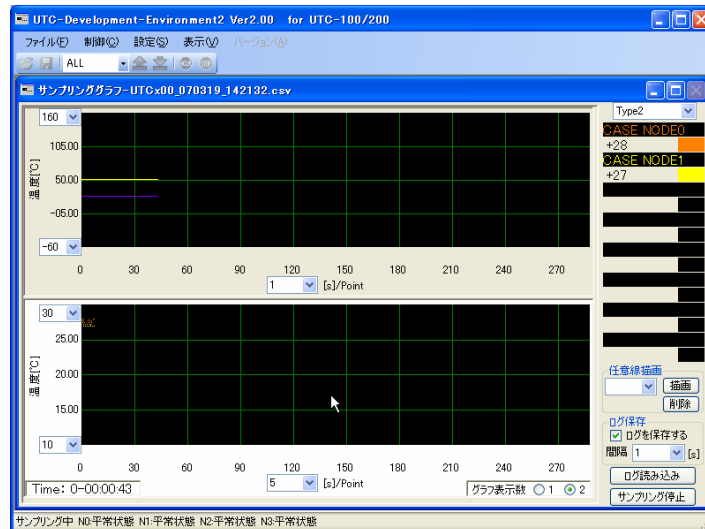 UTC-Development-Environment2 Ver2.00 for UTC-100/200
ファイル(F) 制御(C) 設定(S) 表示(V) バージョン(A)
ALL
サンプリンググラフ-UTCx00_070319_142132.csv
160
105.00
50.00
-05.00
-60
温度[℃]
0 30 60 90 120 150 180 210 240 270
1 [s]/Point
30
25.00
20.00
15.00
10
温度[℃]
0 30 60 90 120 150 180 210 240 270
Time: 0-00:00:43
5 [s]/Point
グラフ表示数 1 2
Type2
CASE NODE0
+28
CASE NODE1
+27
任意線描画
描画
削除
ログ保存
ログを保存する
間隔 1 [s]
ログ読み込み
サンプリング停止
サンプリング中 N0:平常状態 N1:平常状態 N2:平常状態 N3:平常状態